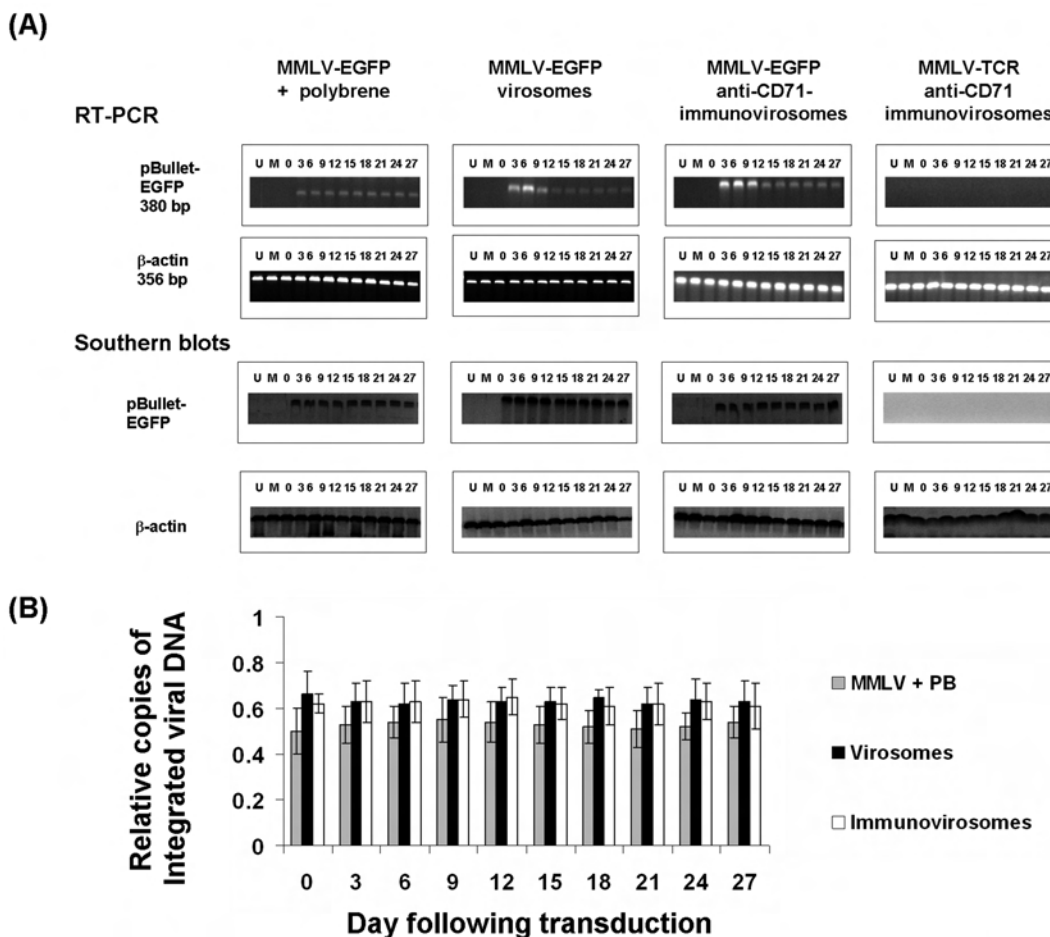 (A)
MMLV-EGFP + polybrene
MMLV-EGFP virosomes
MMLV-EGFP anti-CD71-immunovirosomes
MMLV-TCR anti-CD71 immunovirosomes
RT-PCR
pBullet-EGFP 380 bp
U M 0 3 6 9 12 15 18 21 24 27
U M 0 3 6 9 12 15 18 21 24 27
U M 0 3 6 9 12 15 18 21 24 27
U M 0 3 6 9 12 15 18 21 24 27
β-actin 356 bp
U M 0 3 6 9 12 15 18 21 24 27
U M 0 3 6 9 12 15 18 21 24 27
U M 0 3 6 9 12 15 18 21 24 27
U M 0 3 6 9 12 15 18 21 24 27
Southern blots
pBullet-EGFP
U M 0 3 6 9 12 15 18 21 24 27
U M 0 3 6 9 12 15 18 21 24 27
U M 0 3 6 9 12 15 18 21 24 27
U M 0 3 6 9 12 15 18 21 24 27
β-actin
U M 0 3 6 9 12 15 18 21 24 27
U M 0 3 6 9 12 15 18 21 24 27
U M 0 3 6 9 12 15 18 21 24 27
U M 0 3 6 9 12 15 18 21 24 27
(B)
Relative copies of
Integrated viral DNA
1
0.8
0.6
0.4
0.2
0
0 3 6 9 12 15 18 21 24 27
Day following transduction
MMLV + PB
Virosomes
Immunovirosomes